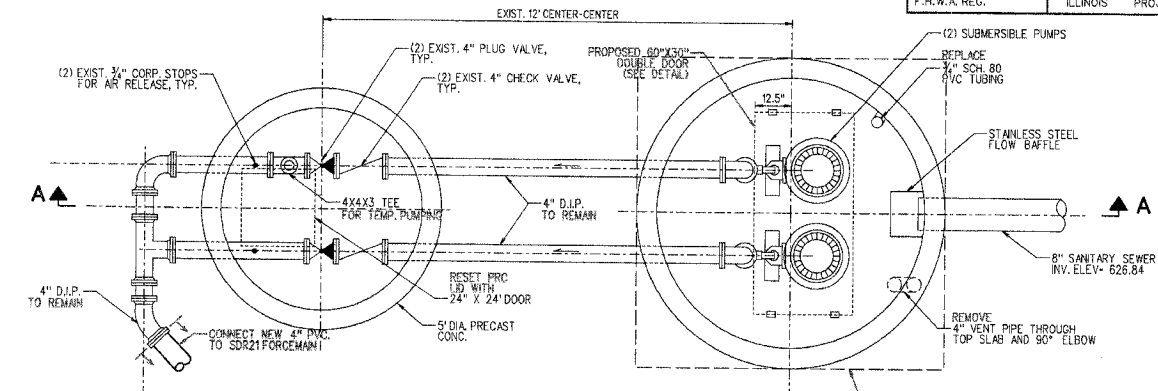 F.H.W.A. REG.
ILLINOIS
PROJ
EXIST. 12' CENTER-CENTER
(2) EXIST. 3/4" CORP. STOPS
FOR AIR RELEASE, TYP.
(2) EXIST. 4" PLUG VALVE,
TYP.
(2) EXIST. 4" CHECK VALVE,
TYP.
PROPOSED 60"X30"
DOUBLE DOOR
(SEE DETAIL)
12.5"
(2) SUBMERSIBLE PUMPS
REPLACE
3/4" SCH. 80
PVC TUBING
STAINLESS STEEL
FLOW BAFFLE
A
A
4X4X3 TEE
FOR TEMP. PUMPING
4" D.I.P.
TO REMAIN
8" SANITARY SEWER
INV. ELEV= 626.84
RESET PRC
LID WITH
24" X 24' DOOR
4" D.I.P.
TO REMAIN
5' DIA. PRECAST
CONC.
CONNECT NEW 4" PVC.
TO SDR21 FORCEMAIN
REMOVE
4" VENT PIPE THROUGH
TOP SLAB AND 90° ELBOW